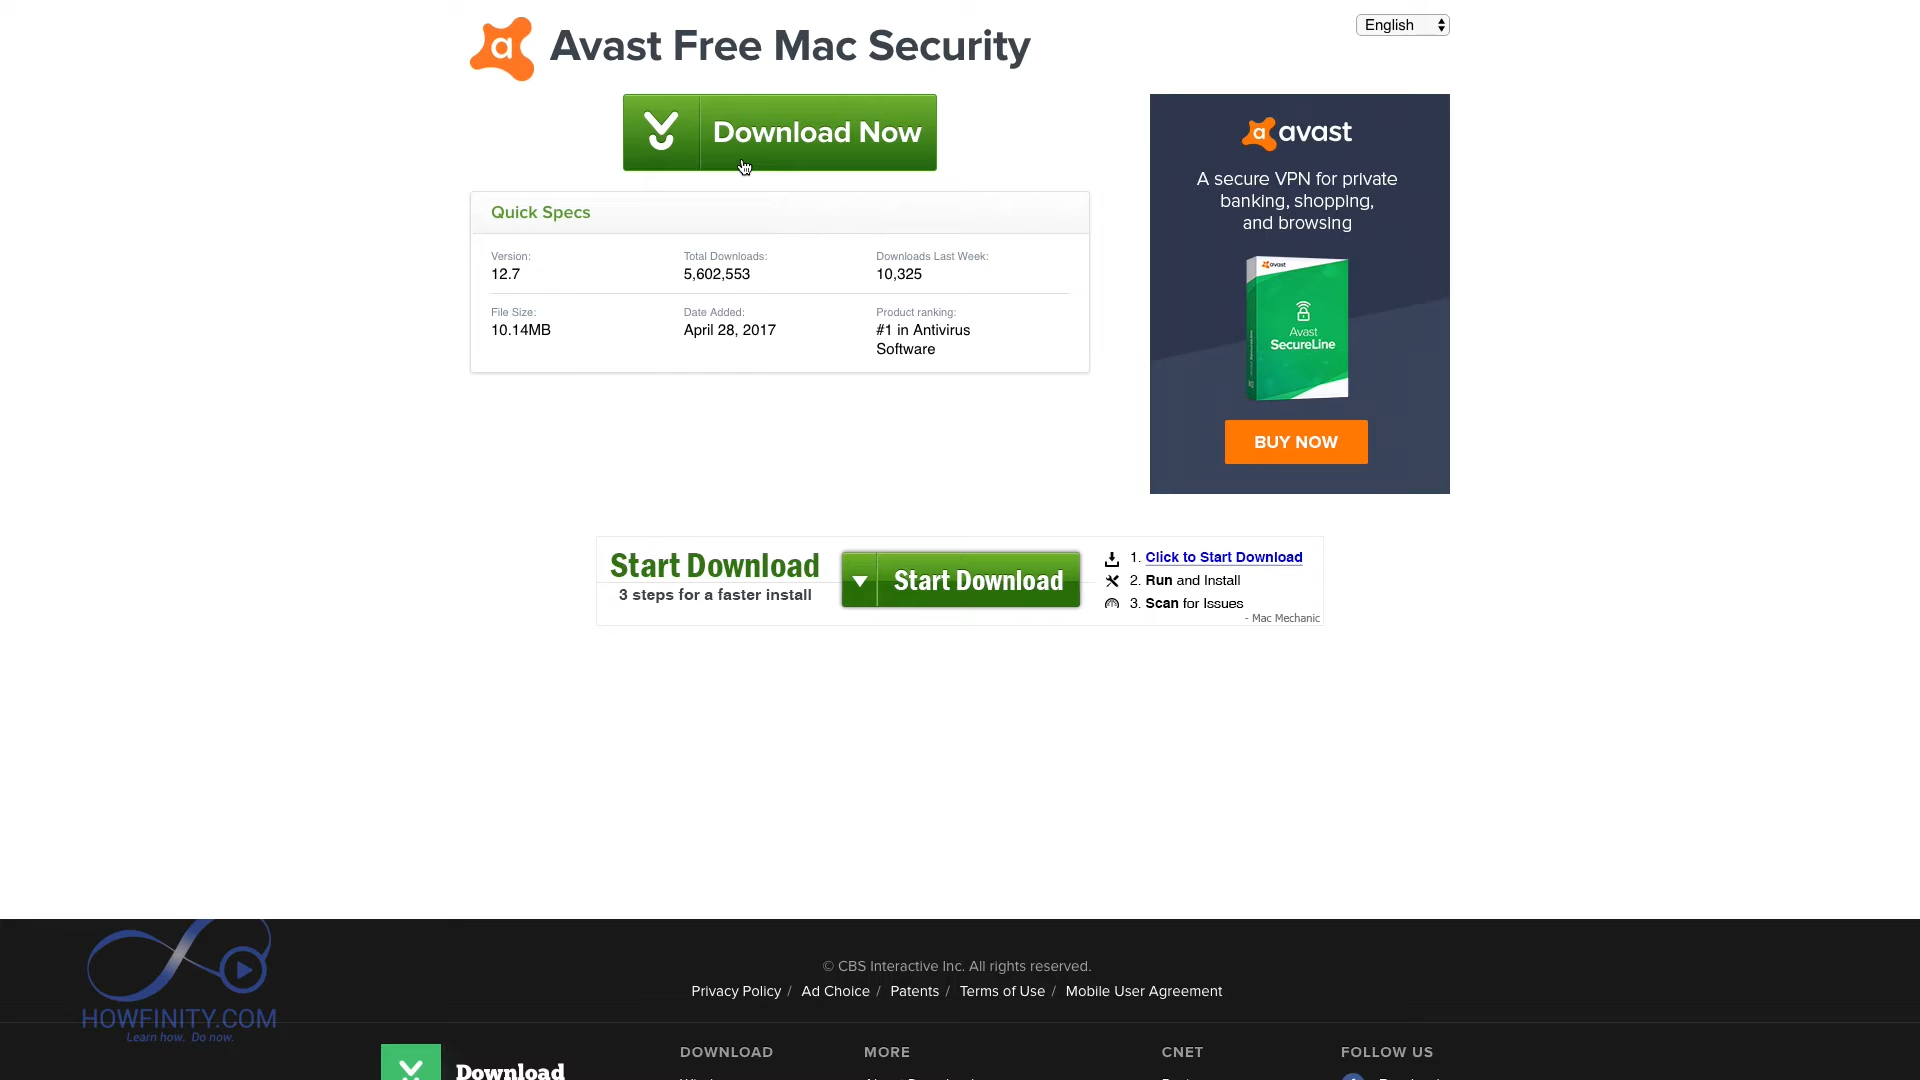 a Avast Free Mac Security
English
Download Now
Quick Specs
Version:
12.7
Total Downloads:
5,602,553
Downloads Last Week:
10,325
File Size:
10.14MB
Date Added:
April 28, 2017
Product ranking:
#1 in Antivirus
Software
a avast
A secure VPN for private
banking, shopping,
and browsing
avast
Avast
SecureLine
BUY NOW
Start Download
3 steps for a faster install
Start Download
1. Click to Start Download
2. Run and Install
3. Scan for Issues
- Mac Mechanic
© CBS Interactive Inc. All rights reserved.
Privacy Policy / Ad Choice / Patents / Terms of Use / Mobile User Agreement
HOWFINITY.COM
Learn how. Do now.
Download
DOWNLOAD
MORE
CNET
FOLLOW US